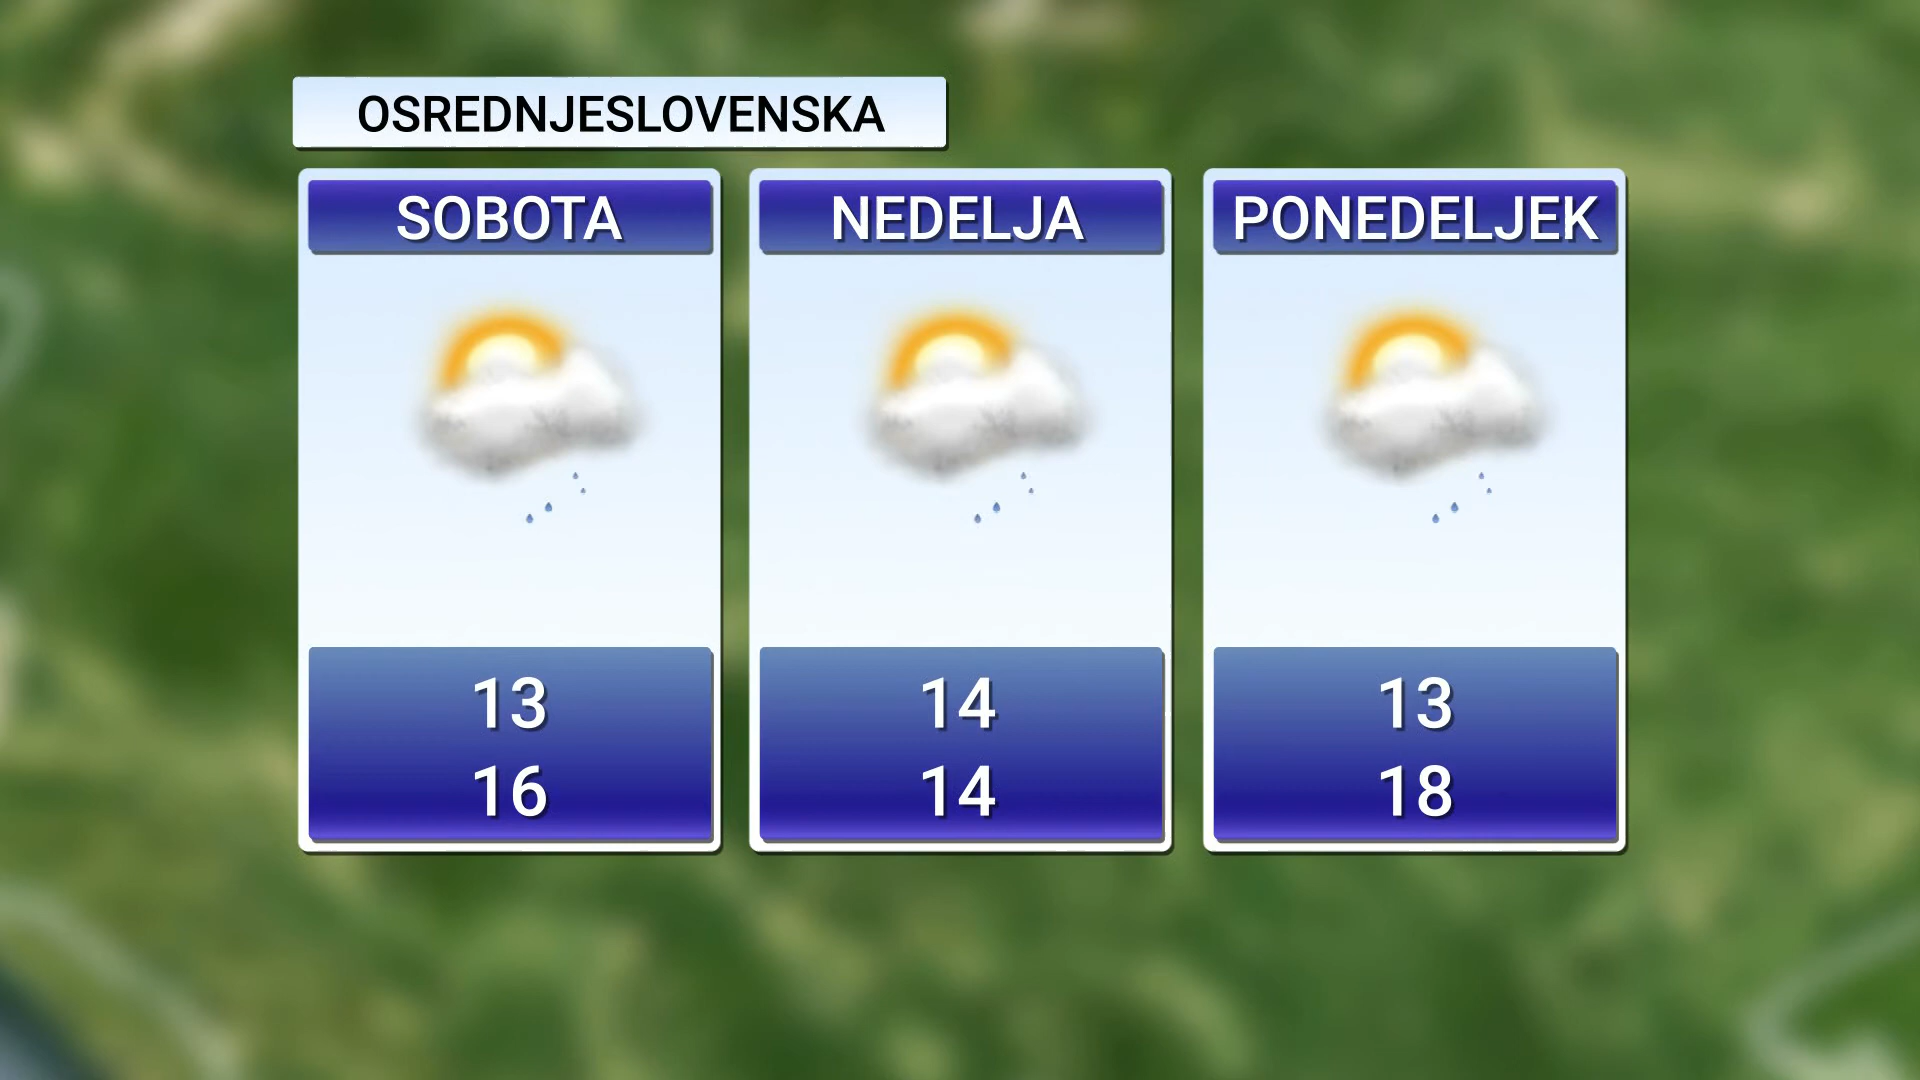 OSREDNJESLOVENSKA
SOBOTA
13
16
NEDELJA
14
14
PONEDELJEK
13
18